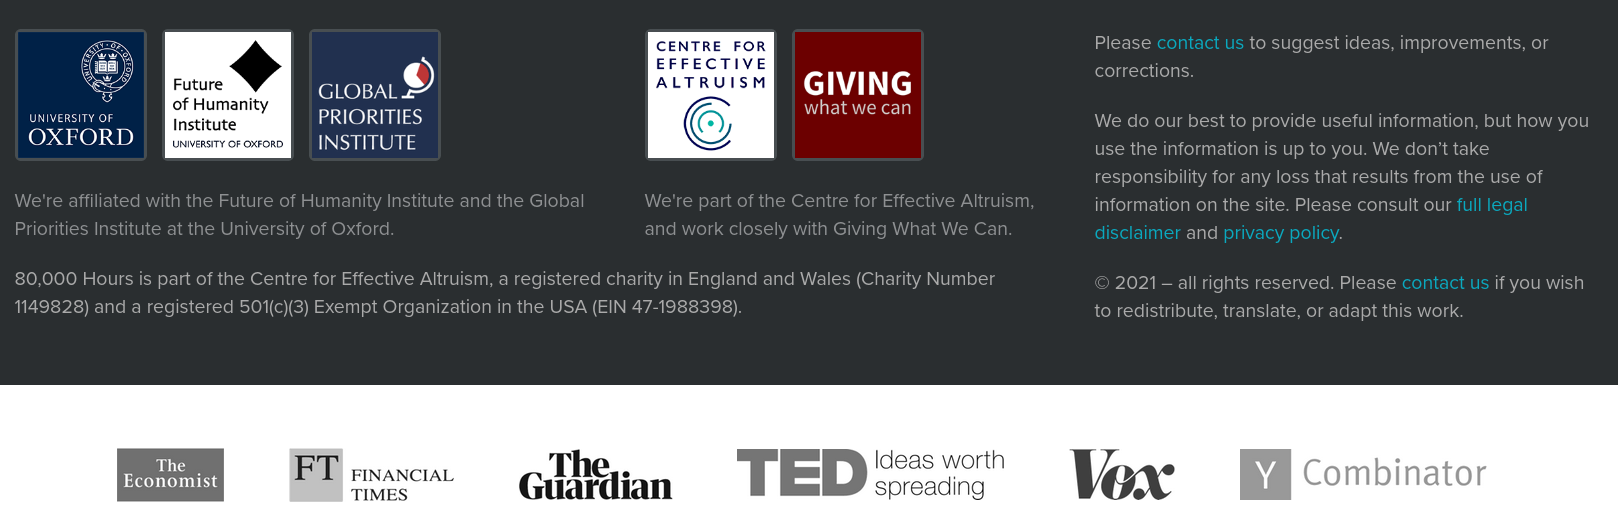 UNIVERSITY·OF·OXFORD
UNIVERSITY OF
OXFORD
Future
of Humanity
Institute
UNIVERSITY OF OXFORD
GLOBAL
PRIORITIES
INSTITUTE
We're affiliated with the Future of Humanity Institute and the Global
Priorities Institute at the University of Oxford.
CENTRE FOR
EFFECTIVE
ALTRUISM
GIVING
what we can
We're part of the Centre for Effective Altruism,
and work closely with Giving What We Can.
80,000 Hours is part of the Centre for Effective Altruism, a registered charity in England and Wales (Charity Number
1149828) and a registered 501(c)(3) Exempt Organization in the USA (EIN 47-1988398).
Please contact us to suggest ideas, improvements, or
corrections.
We do our best to provide useful information, but how you
use the information is up to you. We don’t take
responsibility for any loss that results from the use of
information on the site. Please consult our full legal
disclaimer and privacy policy.
© 2021 – all rights reserved. Please contact us if you wish
to redistribute, translate, or adapt this work.
The
Economist
FT FINANCIAL
TIMES
The
Guardian
TED Ideas worth
spreading
Vox
Y Combinator